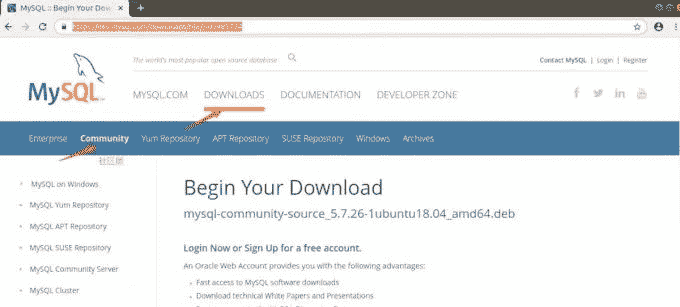 MySQL :: Begin Your Dow
MySQL
The world's most popular open source database
Contact MySQL | Login | Register
MYSQL.COM DOWNLOADS DOCUMENTATION DEVELOPER ZONE
Enterprise Community Yum Repository APT Repository SUSE Repository Windows Archives
社区版
MySQL on Windows
MySQL Yum Repository
MySQL APT Repository
MySQL SUSE Repository
MySQL Community Server
MySQL Cluster
Begin Your Download
mysql-community-source_5.7.26-1ubuntu18.04_amd64.deb
Login Now or Sign Up for a free account.
An Oracle Web Account provides you with the following advantages:
Fast access to MySQL software downloads
Download technical White Papers and Presentations